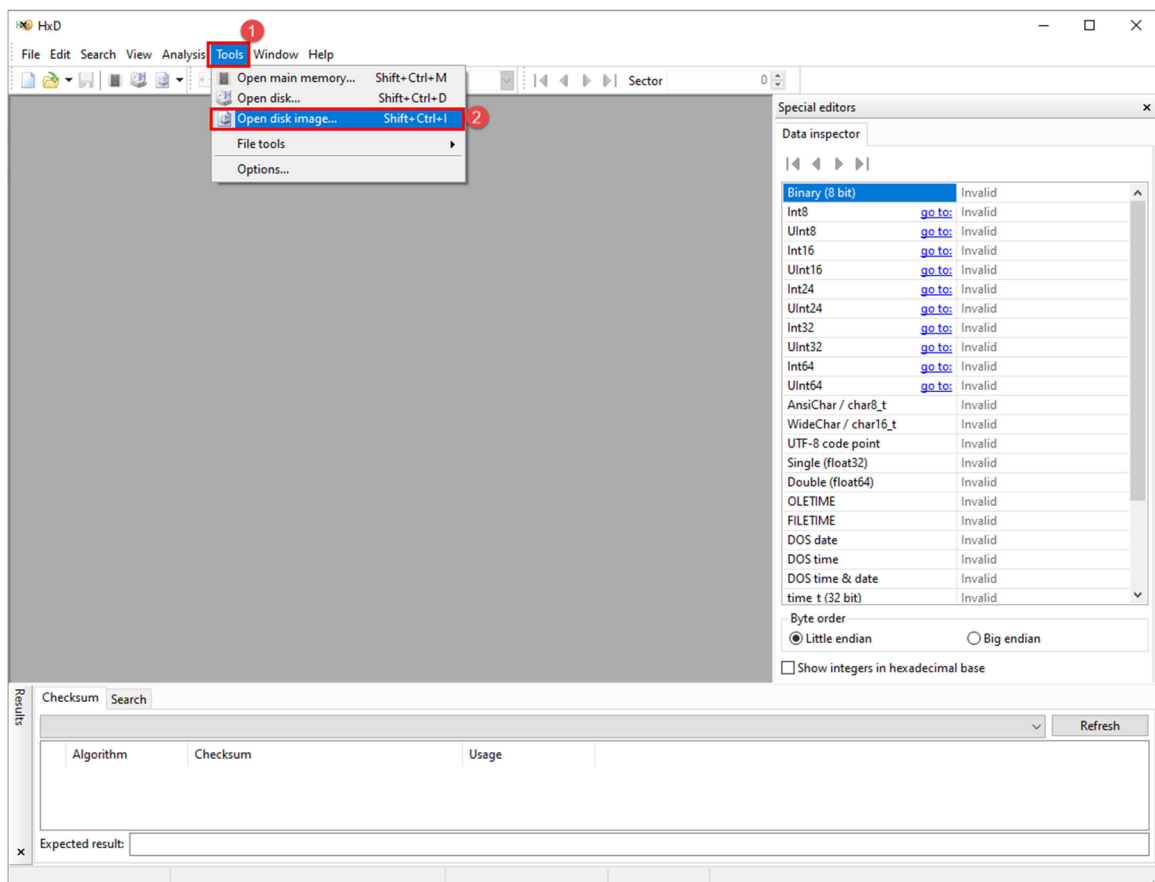 HxD HxD
1
File Edit Search View Analysis Tools Window Help
Open main memory... Shift+Ctrl+M
Sector 0
Open disk... Shift+Ctrl+D
Open disk image... Shift+Ctrl+I 2
File tools
Options...
Special editors
Data inspector
Binary (8 bit) Invalid
Int8 go to: Invalid
UInt8 go to: Invalid
Int16 go to: Invalid
UInt16 go to: Invalid
Int24 go to: Invalid
UInt24 go to: Invalid
Int32 go to: Invalid
UInt32 go to: Invalid
Int64 go to: Invalid
UInt64 go to: Invalid
AnsiChar / char8_t Invalid
WideChar / char16_t Invalid
UTF-8 code point Invalid
Single (float32) Invalid
Double (float64) Invalid
OLETIME Invalid
FILETIME Invalid
DOS date Invalid
DOS time Invalid
DOS time & date Invalid
time_t (32 bit) Invalid
Byte order
Little endian Big endian
Show integers in hexadecimal base
Results
Checksum Search
Refresh
Algorithm Checksum Usage
Expected result: